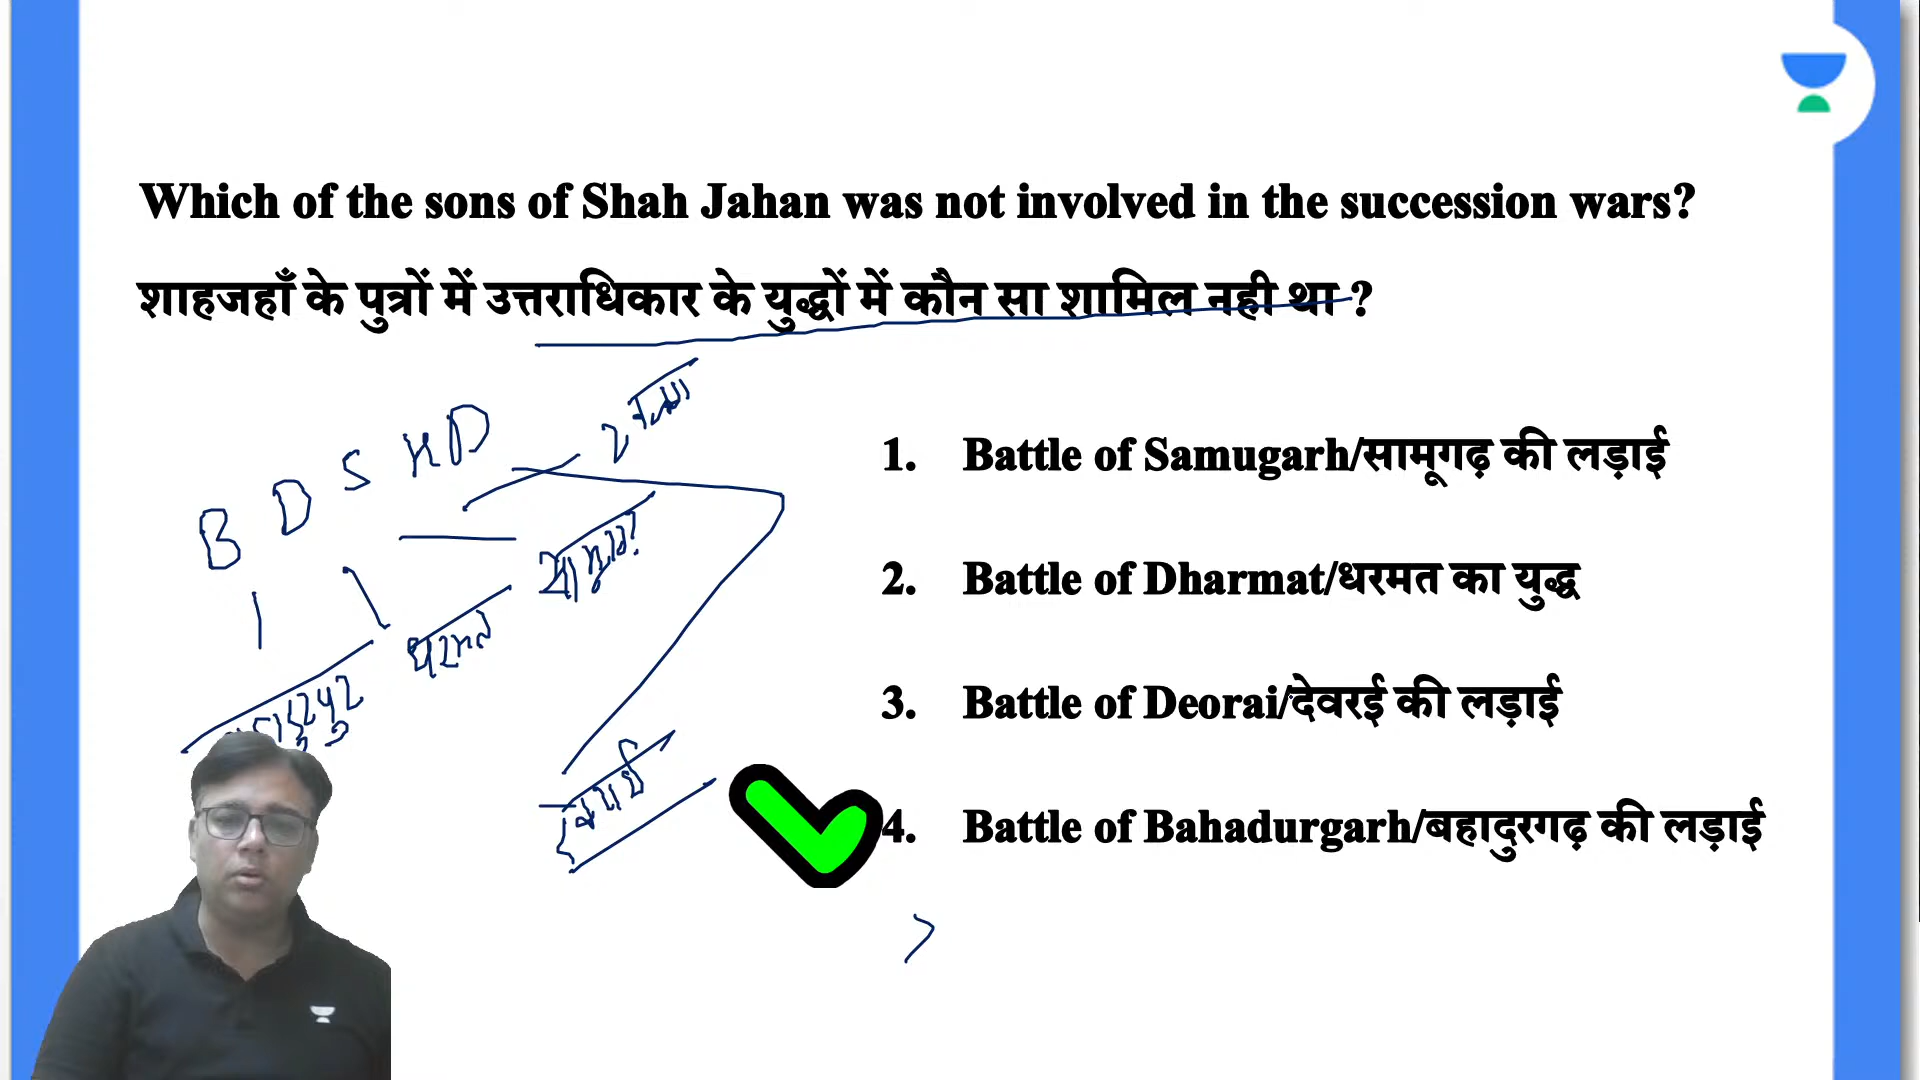 Which of the sons of Shah Jahan was not involved in the succession wars?
शाहजहाँ के पुत्रों में उत्तराधिकार के युद्धों में कौन सा शामिल नही था ?
B D S K D
1. Battle of Samugarh/सामूगढ़ की लड़ाई
2. Battle of Dharmat/धरमत का युद्ध
धरमत
3. Battle of Deorai/देवरई की लड़ाई
4. Battle of Bahadurgarh/बहादुरगढ़ की लड़ाई